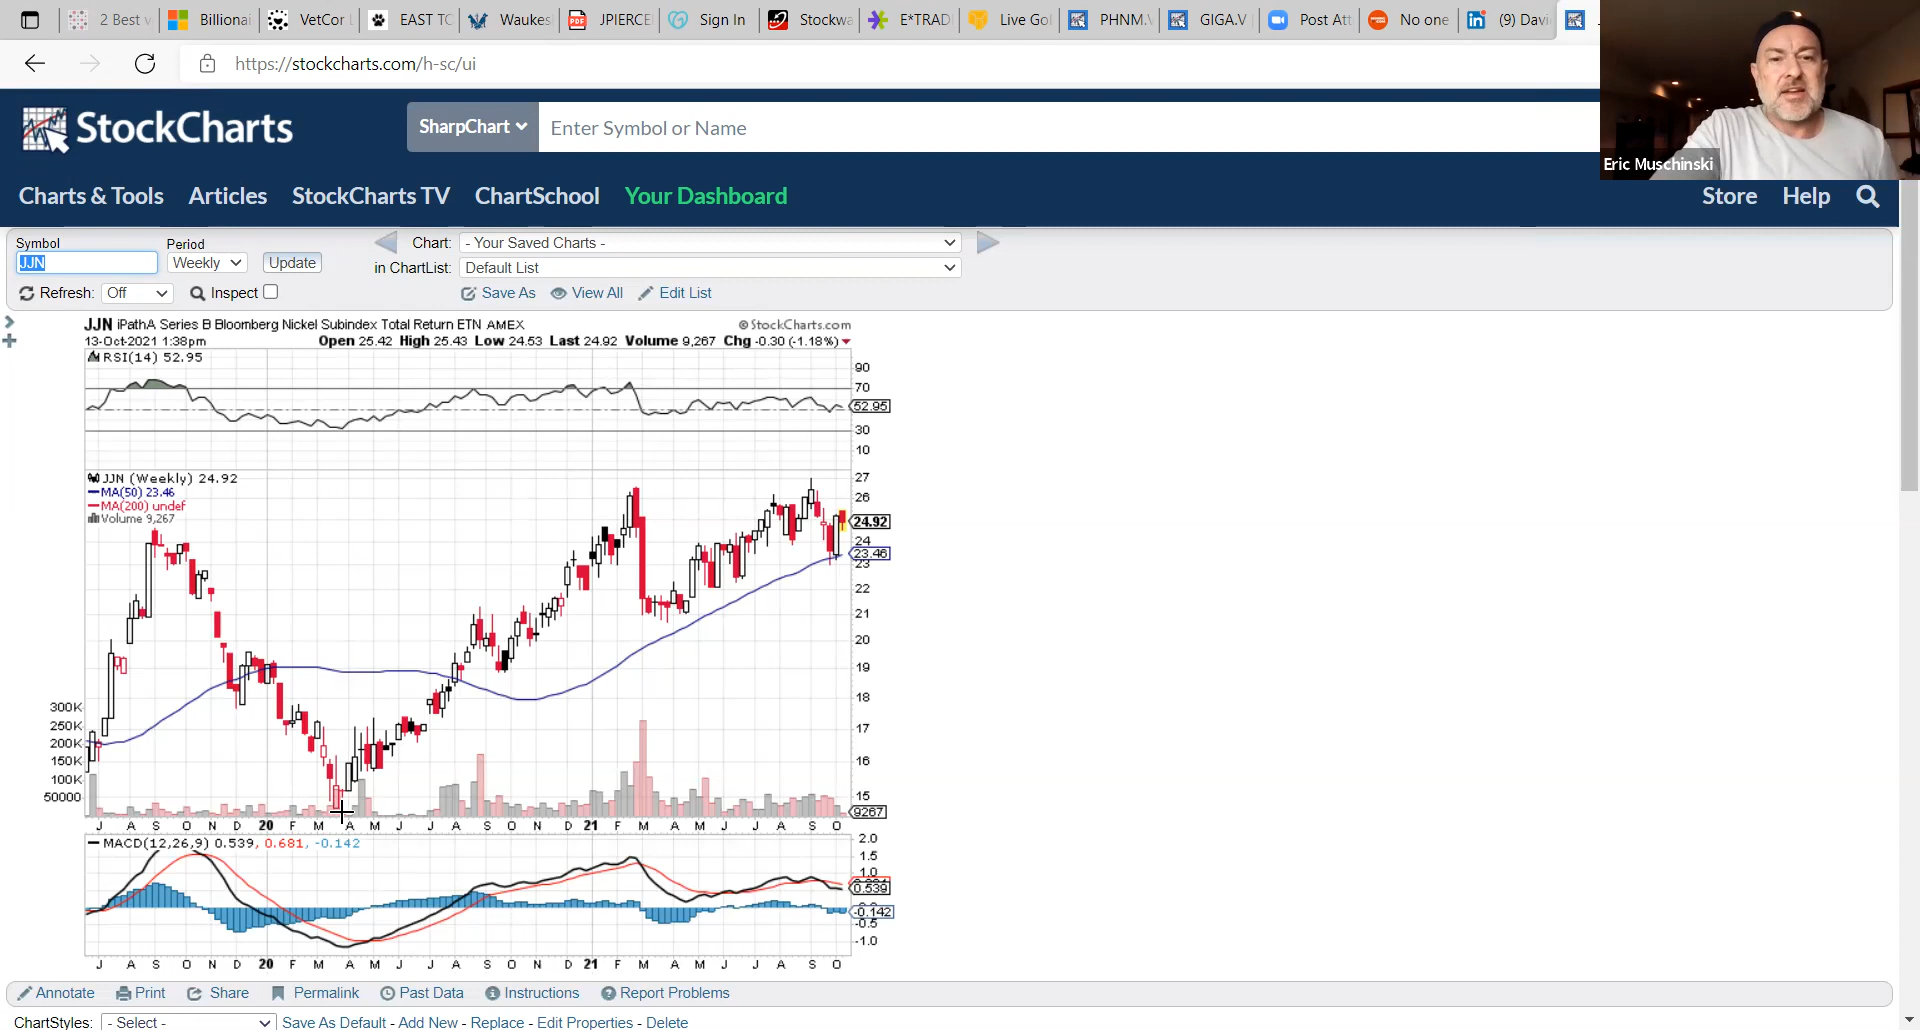 2 Best
Billionai
VetCor
EAST TC
Waukes
JPIERCE
Sign In
Stockwa
E*TRAD
Live Gol
PHNM.
GIGA.V
Post Att
No one
(9) Davi
https://stockcharts.com/h-sc/ui
StockCharts
SharpChart
Enter Symbol or Name
Eric Muschinski
Charts & Tools Articles StockCharts TV ChartSchool Your Dashboard Store Help
Symbol Period Chart: - Your Saved Charts -
JJN Weekly Update in ChartList: Default List
Refresh: Off Inspect Save As View All Edit List
JJN iPathA Series B Bloomberg Nickel Subindex Total Return ETN AMEX © StockCharts.com
13-Oct-2021 1:38pm Open 25.42 High 25.43 Low 24.53 Last 24.92 Volume 9,267 Chg -0.30 (-1.18%)
RSI(14) 52.95
90
70
52.95
30
10
JJN (Weekly) 24.92
MA(50) 23.46
MA(200) undef
Volume 9,267
27
26
24.92
24
23.46
23
22
21
20
19
18
17
16
15
9267
300K
250K
200K
150K
100K
50000
J A S O N D 20 F M A M J J A S O N D 21 F M A M J J A S O
MACD(12,26,9) 0.539, 0.681, -0.142
2.0
1.5
1.0
0.539
-0.142
-0.5
-1.0
J A S O N D 20 F M A M J J A S O N D 21 F M A M J J A S O
Annotate Print Share Permalink Past Data Instructions Report Problems
ChartStyles: - Select - Save As Default - Add New - Replace - Edit Properties - Delete